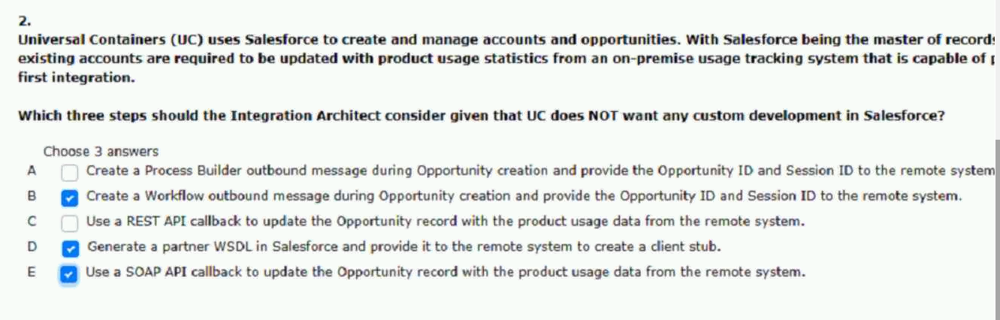 2.
Universal Containers (UC) uses Salesforce to create and manage accounts and opportunities. With Salesforce being the master of record
existing accounts are required to be updated with product usage statistics from an on-premise usage tracking system that is capable of
first integration.
Which three steps should the Integration Architect consider given that UC does NOT want any custom development in Salesforce?
Choose 3 answers
A Create a Process Builder outbound message during Opportunity creation and provide the Opportunity ID and Session ID to the remote system
B Create a Workflow outbound message during Opportunity creation and provide the Opportunity ID and Session ID to the remote system.
C Use a REST API callback to update the Opportunity record with the product usage data from the remote system.
D Generate a partner WSDL in Salesforce and provide it to the remote system to create a client stub.
E Use a SOAP API callback to update the Opportunity record with the product usage data from the remote system.